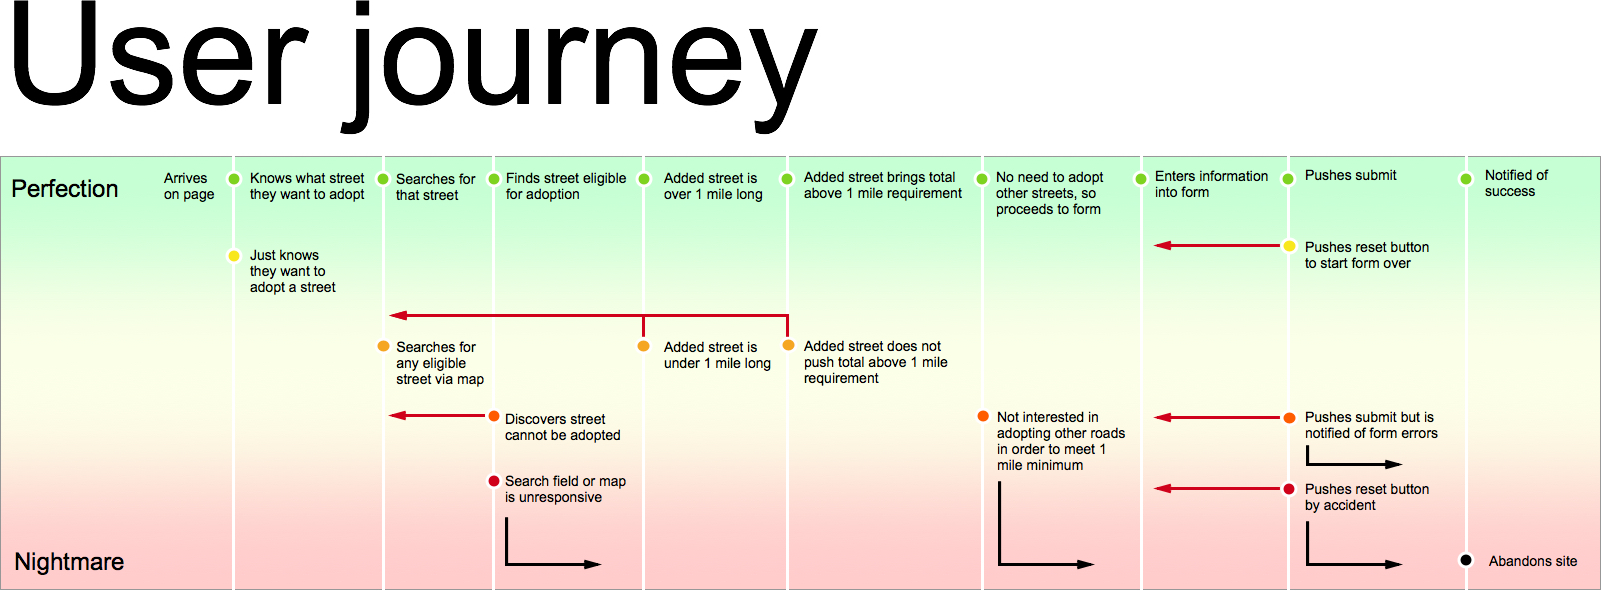 User journey
Perfection
Arrives
on page
Knows what street
they want to adopt
Searches for
that street
Finds street eligible
for adoption
Added street is
over 1 mile long
Added street brings total
above 1 mile requirement
No need to adopt
other streets, so
proceeds to form
Enters information
into form
Pushes submit
Notified of
success
Just knows
they want to
adopt a street
Pushes reset button
to start form over
Searches for
any eligible
street via map
Added street is
under 1 mile long
Added street does not
push total above 1 mile
requirement
Discovers street
cannot be adopted
Not interested in
adopting other roads
in order to meet 1
mile minimum
Pushes submit but is
notified of form errors
Search field or map
is unresponsive
Pushes reset button
by accident
Nightmare
Abandons site